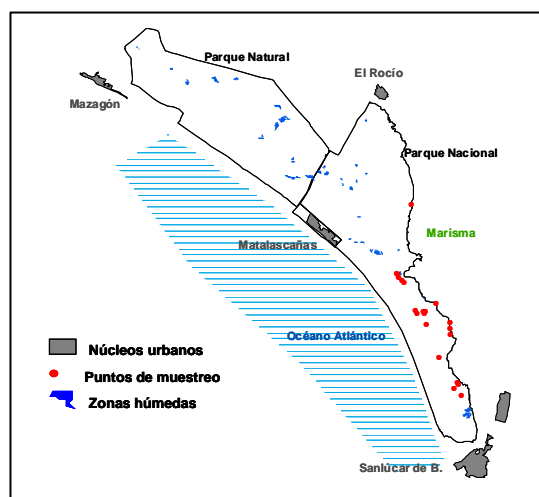 Parque Natural
El Rocío
Mazagón
Parque Nacional
Marisma
Matalascañas
Océano Atlántico
Núcleos urbanos
Puntos de muestreo
Zonas húmedas
Sanlúcar de B.